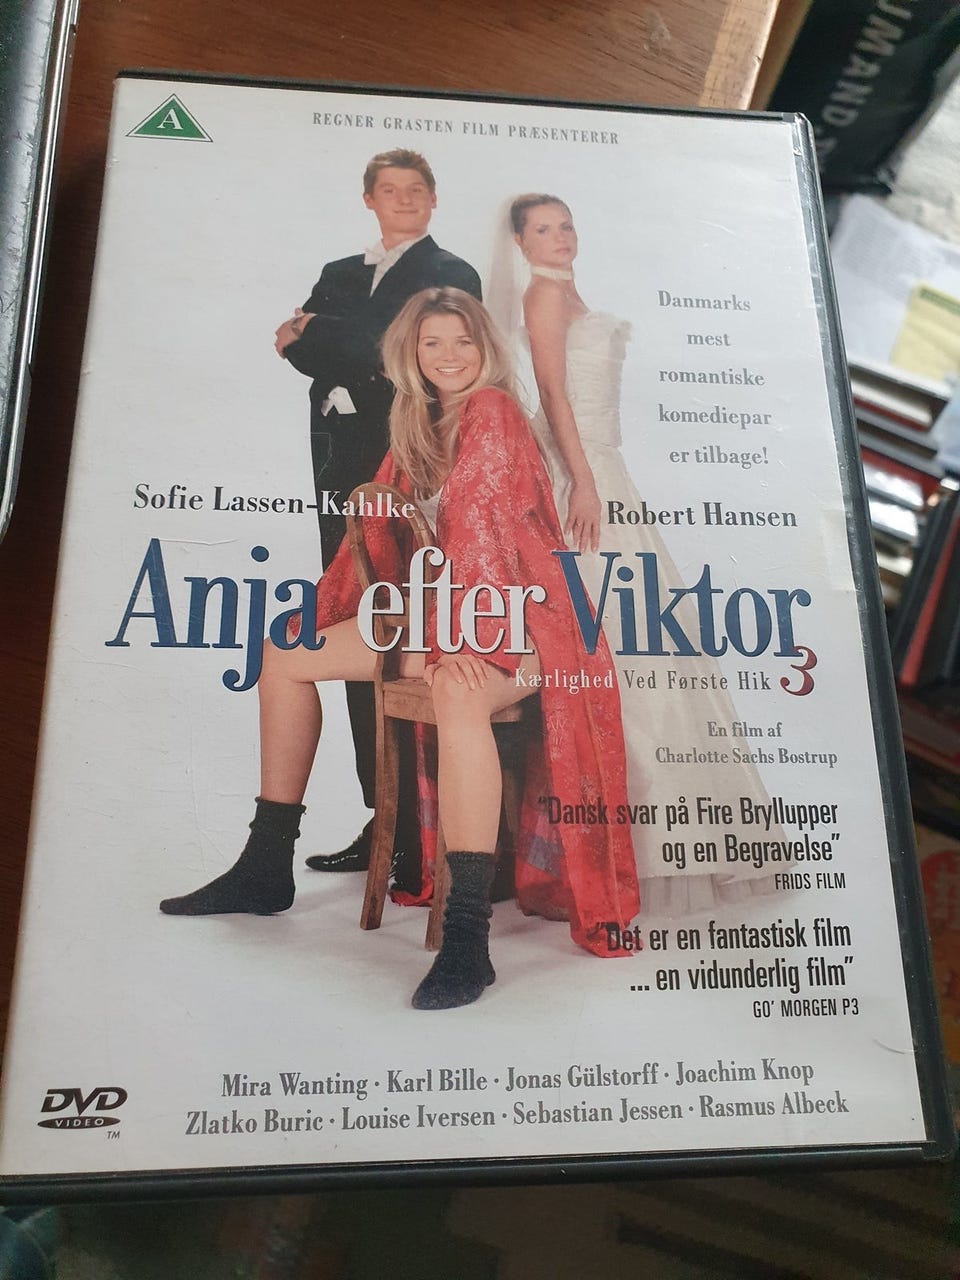 A
REGNER GRASTEN FILM PRÆSENTERER
Danmarks
mest
romantiske
komediepar
er tilbage!
Sofie Lassen-Kahlke
Robert Hansen
Anja efter Viktor
Kærlighed Ved Første Hik 3
En film af
Charlotte Sachs Bostrup
"Dansk svar på Fire Bryllupper
og en Begravelse"
FRIDS FILM
"Det er en fantastisk film
... en vidunderlig film"
GO' MORGEN P3
Mira Wanting · Karl Bille · Jonas Gülstorff · Joachim Knop
Zlatko Buric · Louise Iversen · Sebastian Jessen · Rasmus Albeck
DVD
VIDEO
TM